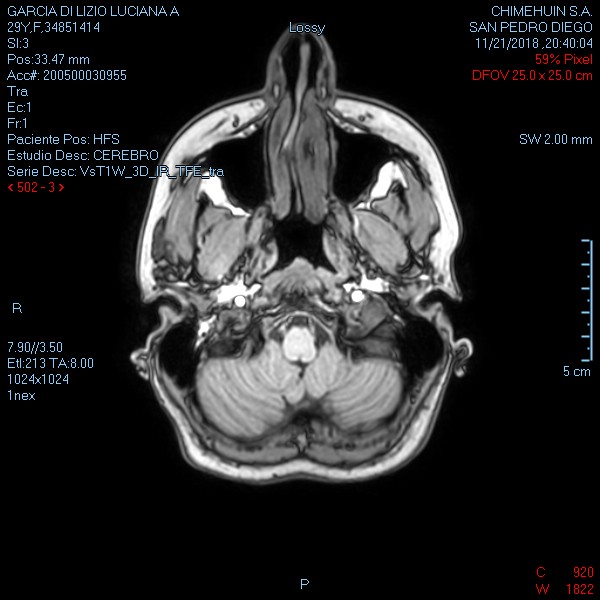 GARCIA DI LIZIO LUCIANA A
29Y,F,34851414
Sl:3
Pos:33.47 mm
Acc#: 200500030955
Tra
Ec:1
Fr:1
Paciente Pos: HFS
Estudio Desc: CEREBRO
Serie Desc: VsT1W_3D_IR_TFE_tra
< 502 - 3 >
Lossy
CHIMEHUIN S.A.
SAN PEDRO DIEGO
11/21/2018 ,20:40:04
59% Pixel
DFOV 25.0 x 25.0 cm
SW 2.00 mm
R
7.90//3.50
Etl:213 TA:8.00
1024x1024
1nex
5 cm
P
C 920
W 1822